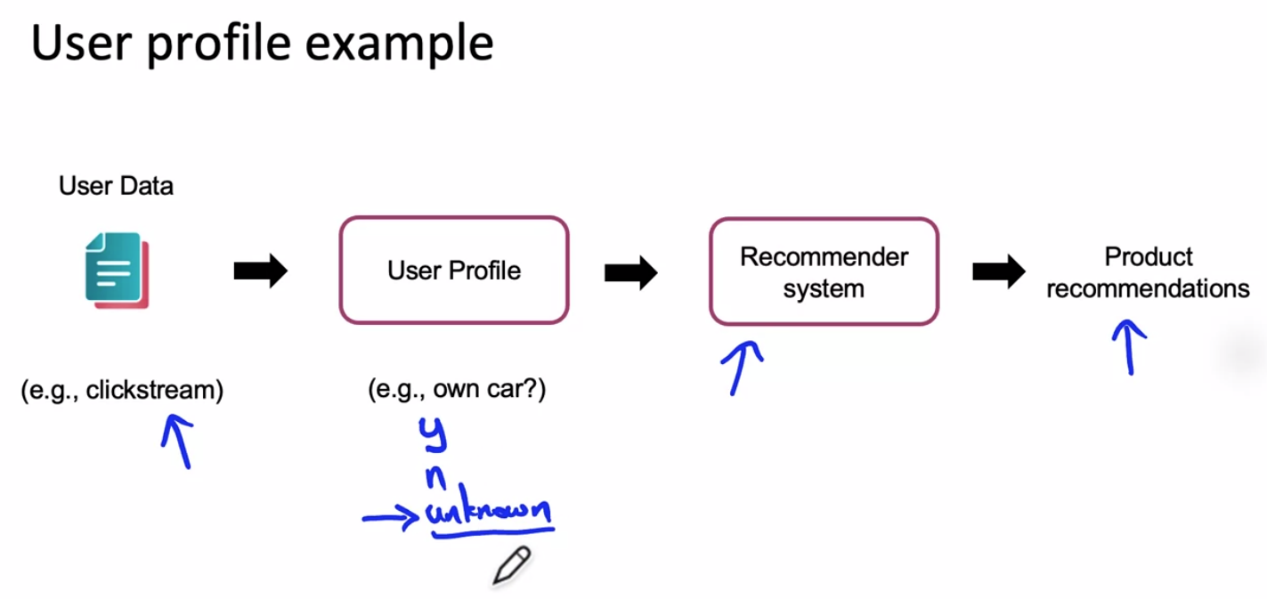 User profile example
User Data
User Profile
Recommender
system
Product
recommendations
(e.g., clickstream)
(e.g., own car?)
y
n
unknown